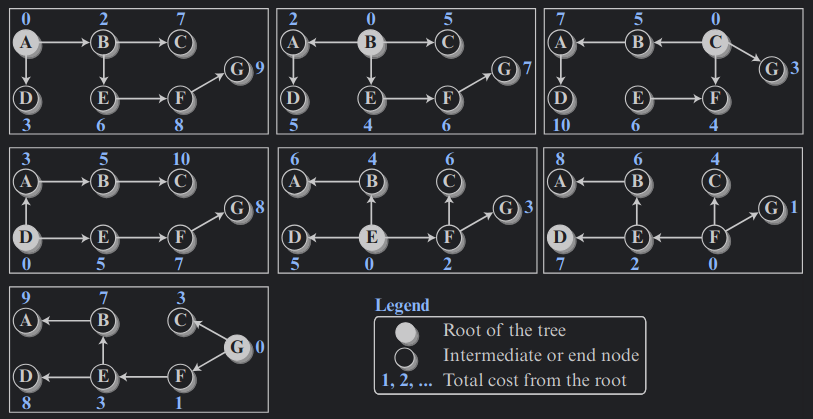 0 2 7
A B C
G 9
D E F
3 6 8
2 0 5
A B C
G 7
D E F
5 4 6
7 5 0
A B C
G 3
D E F
10 6 4
3 5 10
A B C
G 8
D E F
0 5 7
6 4 6
A B C
G 3
D E F
5 0 2
8 6 4
A B C
G 1
D E F
7 2 0
9 7 3
A B C
G 0
D E F
8 3 1
Legend
Root of the tree
Intermediate or end node
1, 2, ... Total cost from the root